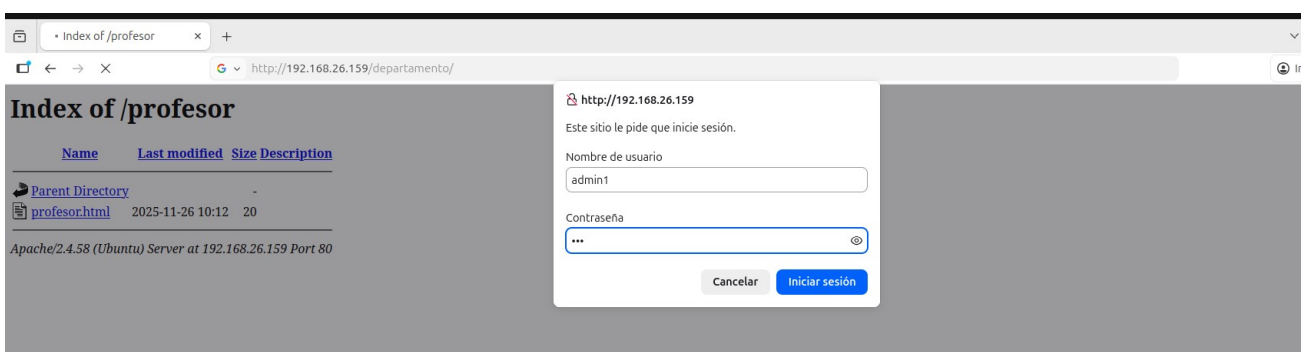 Index of /profesor
http://192.168.26.159/departamento/
Index of /profesor
Name Last modified Size Description
Parent Directory -
profesor.html 2025-11-26 10:12 20
Apache/2.4.58 (Ubuntu) Server at 192.168.26.159 Port 80
http://192.168.26.159
Este sitio le pide que inicie sesión.
Nombre de usuario
admin1
Contraseña
•••
Cancelar Iniciar sesión